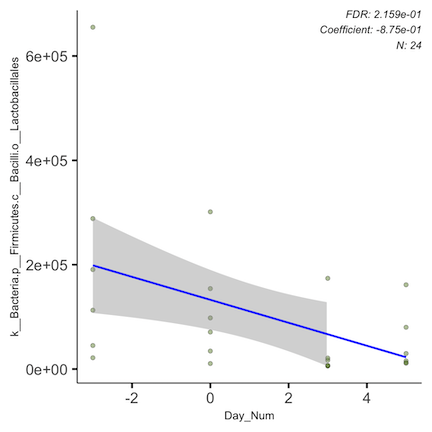 FDR: 2.159e-01
Coefficient: -8.75e-01
N: 24
k__Bacteria.p__Firmicutes.c__Bacilli.o__Lactobacillales
6e+05
4e+05
2e+05
0e+00
-2 0 2 4
Day_Num